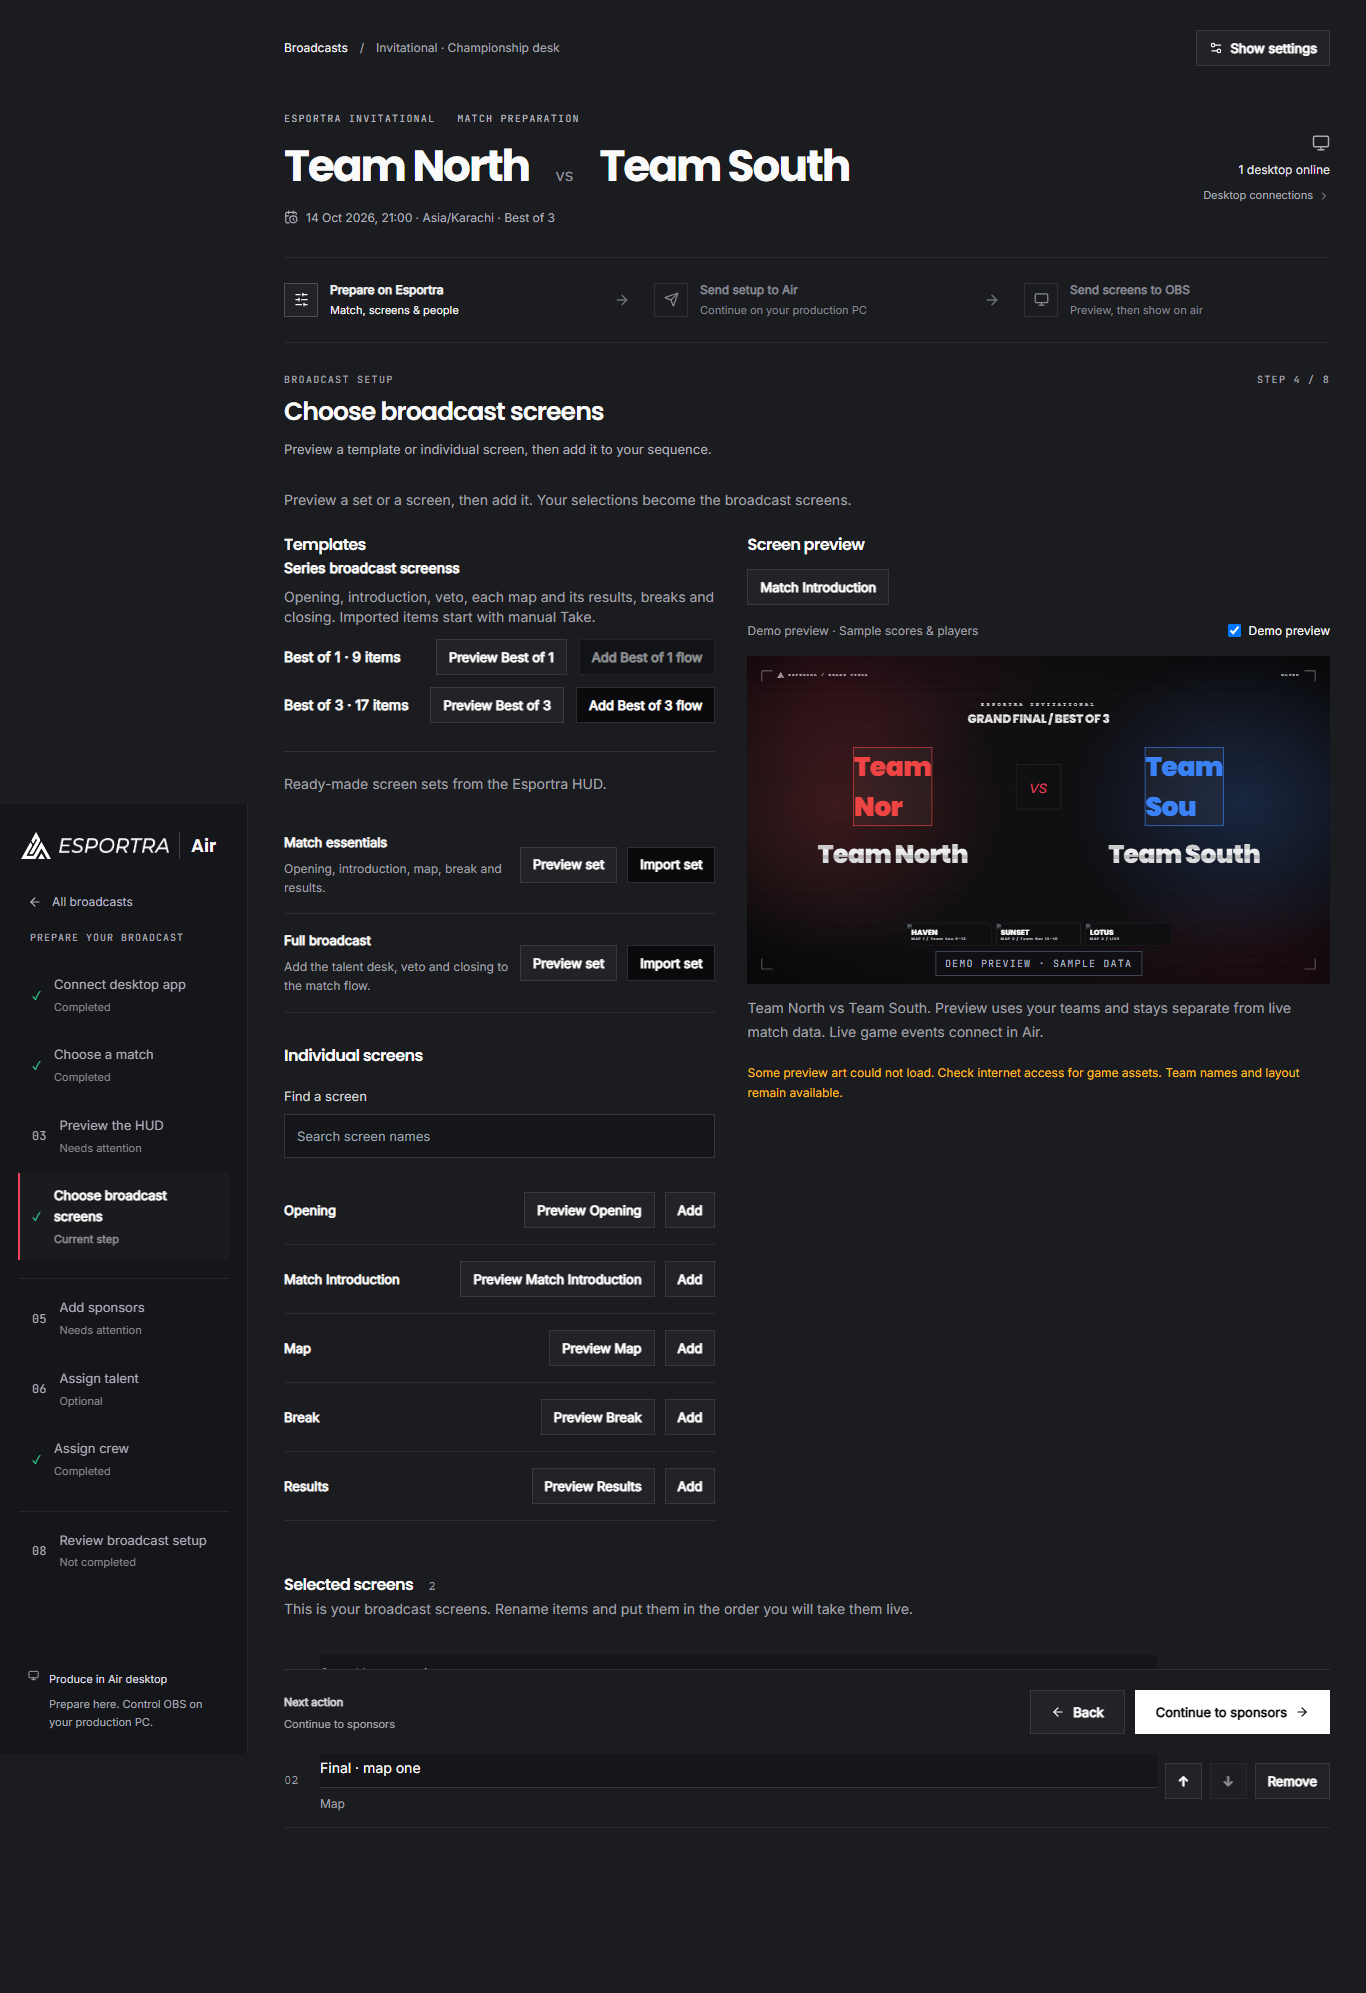 Broadcasts / Invitational · Championship desk
Show settings
ESPORTRA INVITATIONAL MATCH PREPARATION
Team North vs Team South
14 Oct 2026, 21:00 · Asia/Karachi · Best of 3
1 desktop online
Desktop connections
Prepare on Esportra
Match, screens & people
Send setup to Air
Continue on your production PC
Send screens to OBS
Preview, then show on air
BROADCAST SETUP
STEP 4 / 8
Choose broadcast screens
Preview a template or individual screen, then add it to your sequence.
Preview a set or a screen, then add it. Your selections become the broadcast screens.
Templates
Series broadcast screenss
Opening, introduction, veto, each map and its results, breaks and
closing. Imported items start with manual Take.
Best of 1 · 9 items
Preview Best of 1
Add Best of 1 flow
Best of 3 · 17 items
Preview Best of 3
Add Best of 3 flow
Ready-made screen sets from the Esportra HUD.
Match essentials
Opening, introduction, map, break and
results.
Preview set
Import set
Full broadcast
Add the talent desk, veto and closing to
the match flow.
Preview set
Import set
Individual screens
Find a screen
Search screen names
Opening
Preview Opening
Add
Match Introduction
Preview Match Introduction
Add
Map
Preview Map
Add
Break
Preview Break
Add
Results
Preview Results
Add
Screen preview
Match Introduction
Demo preview · Sample scores & players
Demo preview
ESPORTRA INVITATIONAL
GRAND FINAL / BEST OF 3
Team
Nor
VS
Team
Sou
Team North
Team South
HAVEN
SUNSET
LOTUS
DEMO PREVIEW · SAMPLE DATA
Team North vs Team South. Preview uses your teams and stays separate from live
match data. Live game events connect in Air.
Some preview art could not load. Check internet access for game assets. Team names and layout
remain available.
ESPORTRA Air
All broadcasts
PREPARE YOUR BROADCAST
Connect desktop app
Completed
Choose a match
Completed
03
Preview the HUD
Needs attention
Choose broadcast
screens
Current step
05
Add sponsors
Needs attention
06
Assign talent
Optional
Assign crew
Completed
08
Review broadcast setup
Not completed
Produce in Air desktop
Prepare here. Control OBS on
your production PC.
Selected screens 2
This is your broadcast screens. Rename items and put them in the order you will take them live.
Next action
Continue to sponsors
Back
Continue to sponsors
02
Final · map one
Map
Remove